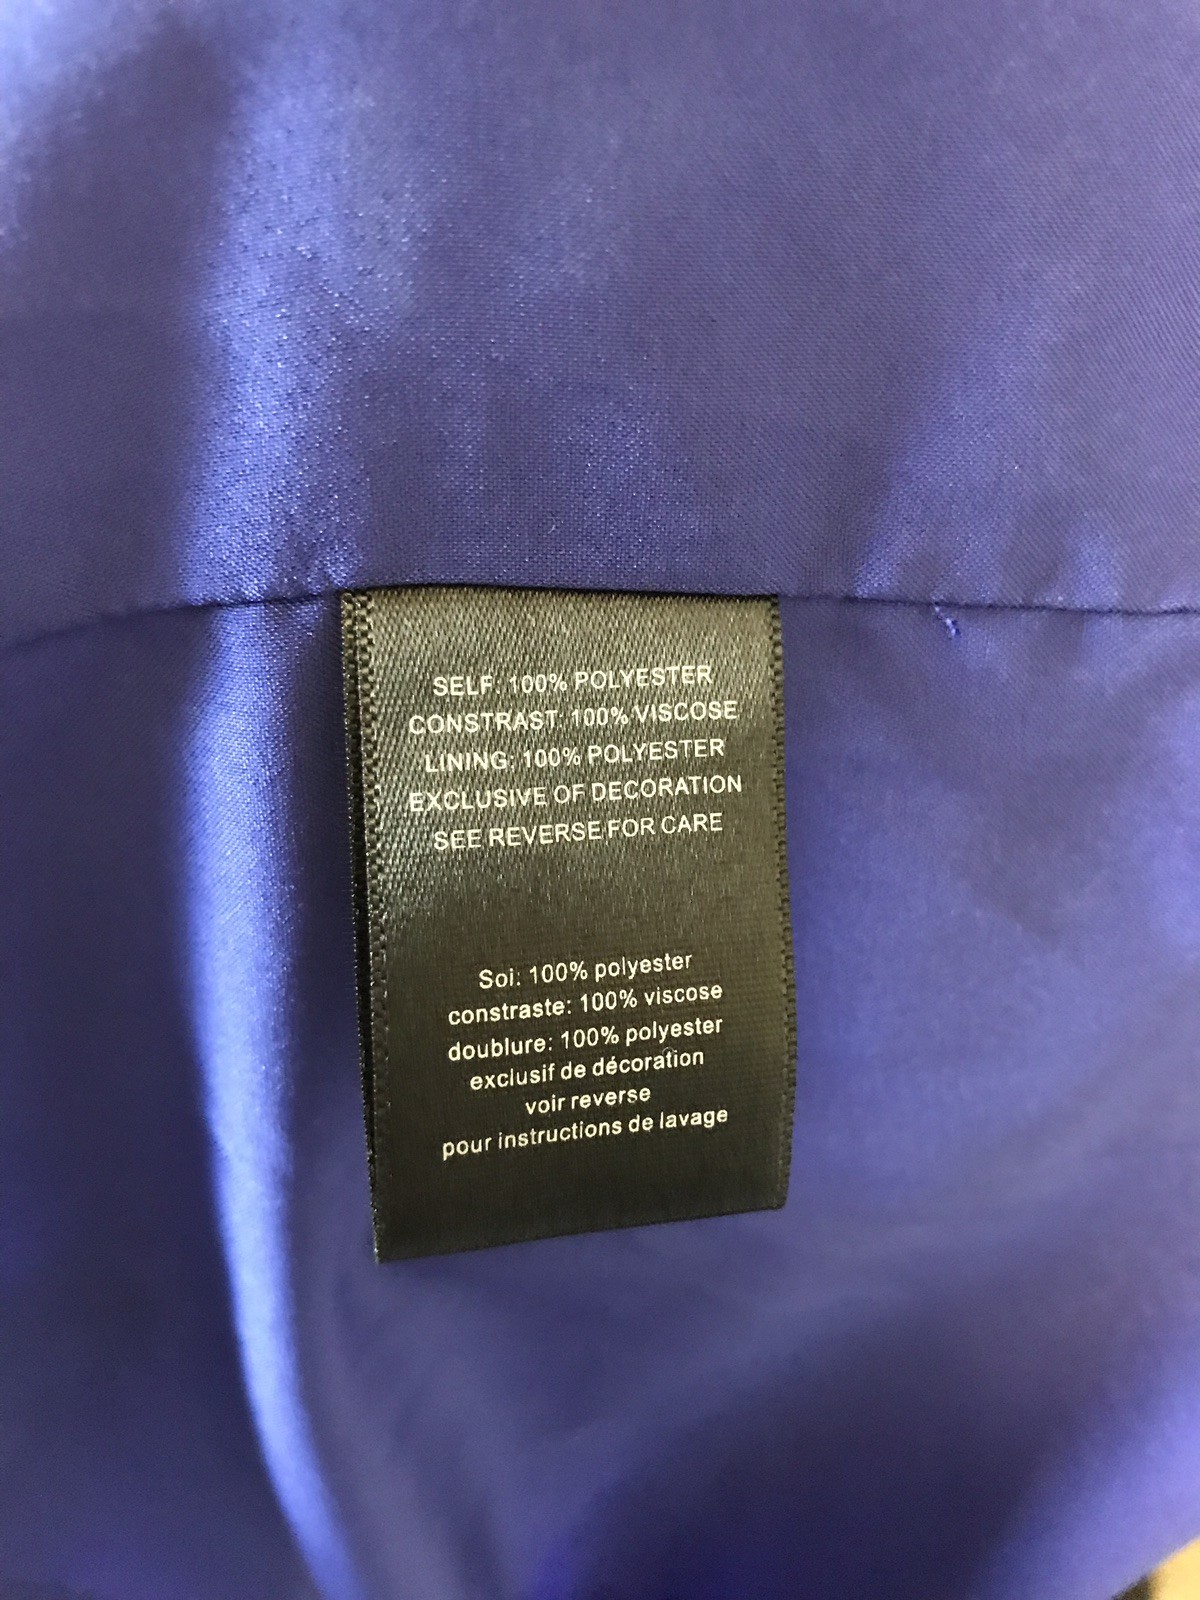 SELF: 100% POLYESTER
CONSTRAST: 100% VISCOSE
LINING: 100% POLYESTER
EXCLUSIVE OF DECORATION
SEE REVERSE FOR CARE
Soi: 100% polyester
constraste: 100% viscose
doublure: 100% polyester
exclusif de décoration
voir reverse
pour instructions de lavage